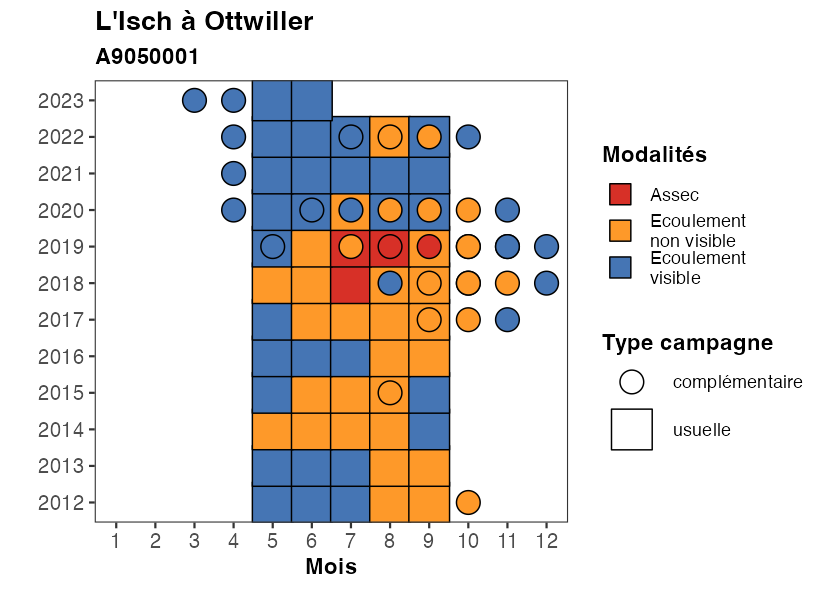 L'Isch à Ottwiller
A9050001
2023
2022
2021
2020
2019
2018
2017
2016
2015
2014
2013
2012
1 2 3 4 5 6 7 8 9 10 11 12
Mois
Modalités
Assec
Ecoulement
non visible
Ecoulement
visible
Type campagne
complémentaire
usuelle